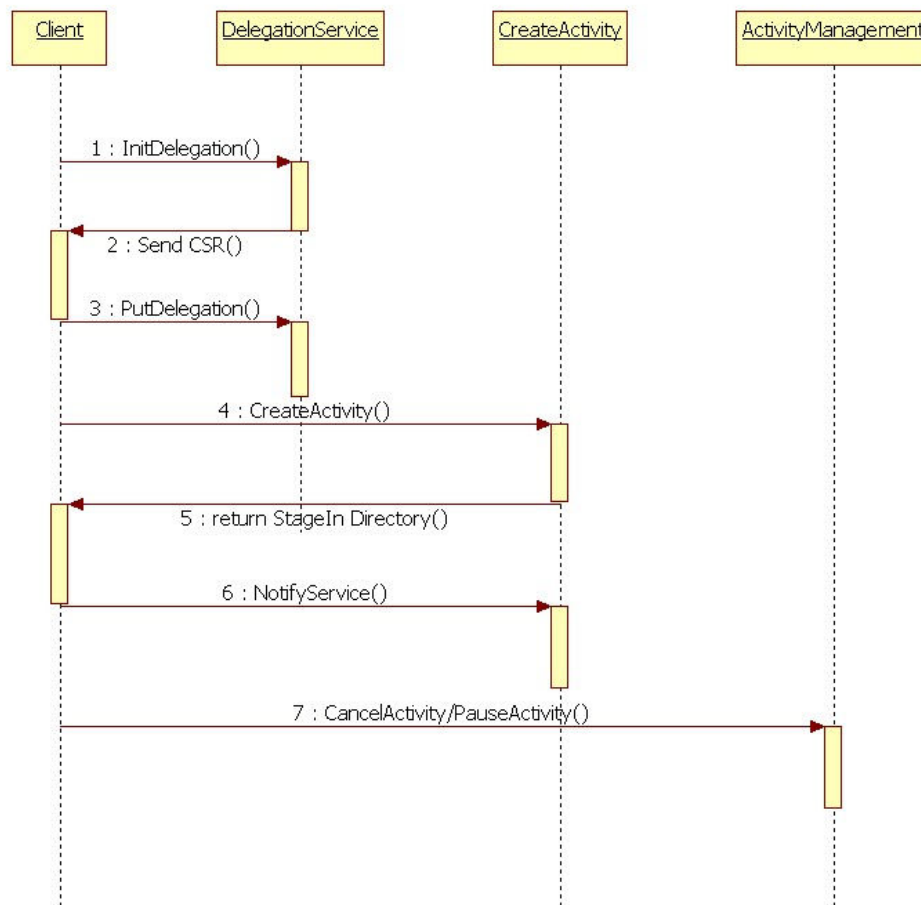 Client
DelegationService
CreateActivity
ActivityManagement
1 : InitDelegation()
2 : Send CSR()
3 : PutDelegation()
4 : CreateActivity()
5 : return StageIn Directory()
6 : NotifyService()
7 : CancelActivity/PauseActivity()